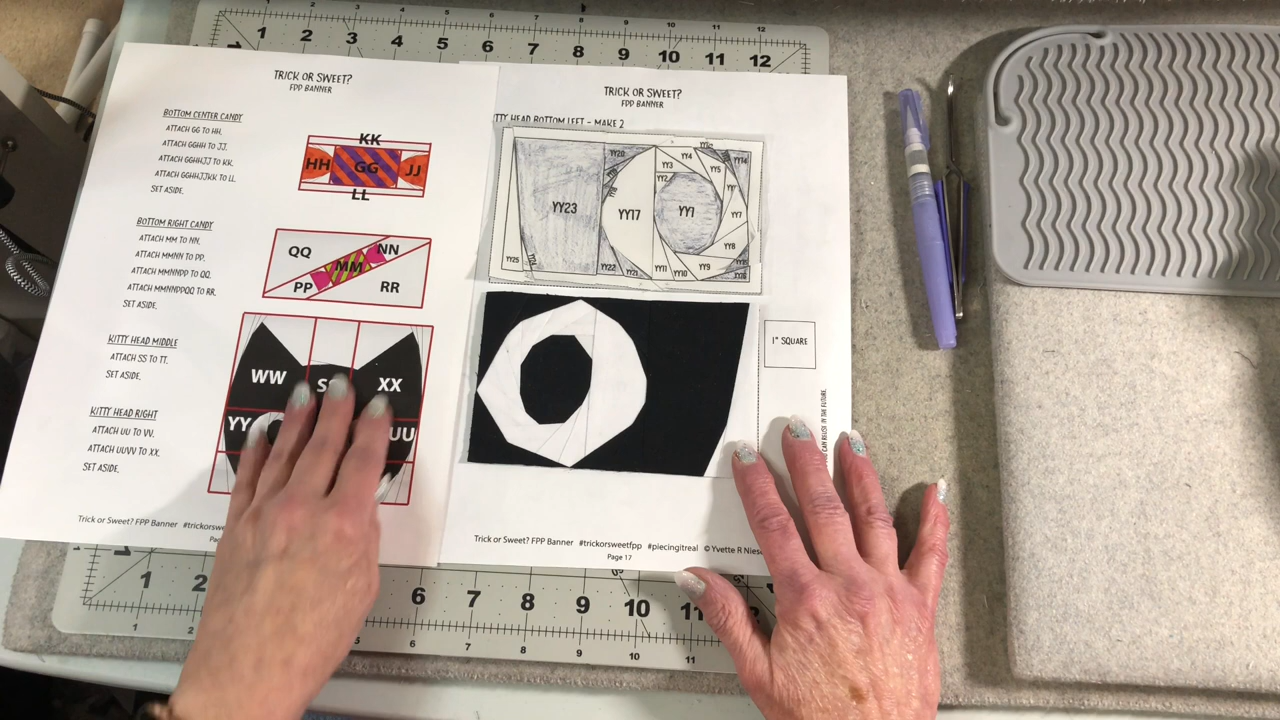 TRICK OR SWEET?
FPP BANNER
BOTTOM CENTER CANDY
ATTACH GG TO HH.
ATTACH GGHH TO JJ.
ATTACH GGHHJJ TO KK.
ATTACH GGHHJJKK TO LL.
SET ASIDE.
KK
HH GG JJ
LL
BOTTOM RIGHT CANDY
ATTACH MM TO NN.
ATTACH MMNN TO PP.
ATTACH MMNNPP TO QQ.
ATTACH MMNNPPQQ TO RR.
SET ASIDE.
QQ MM NN
PP RR
KITTY HEAD MIDDLE
ATTACH SS TO TT.
SET ASIDE.
KITTY HEAD RIGHT
ATTACH UU TO VV.
ATTACH UUVV TO XX.
SET ASIDE.
WW XX
YY UU
Trick or Sweet? FPP Banner
TRICK OR SWEET?
FPP BANNER
HEAD BOTTOM LEFT - MAKE 2
YY20 YY3 YY4 YY5 YY14
YY2
YY23 YY17 YY1 YY7
YY8
YY25 YY22 YY21 YY11 YY10 YY9
1" SQUARE
IN THE FUTURE.
Trick or Sweet? FPP Banner #trickorsweetfpp #piecingitreal © Yvette R
Page 17
1 2 3 4 5 6 7 8 9 10 11 12
1 2 6 7 8 9 10